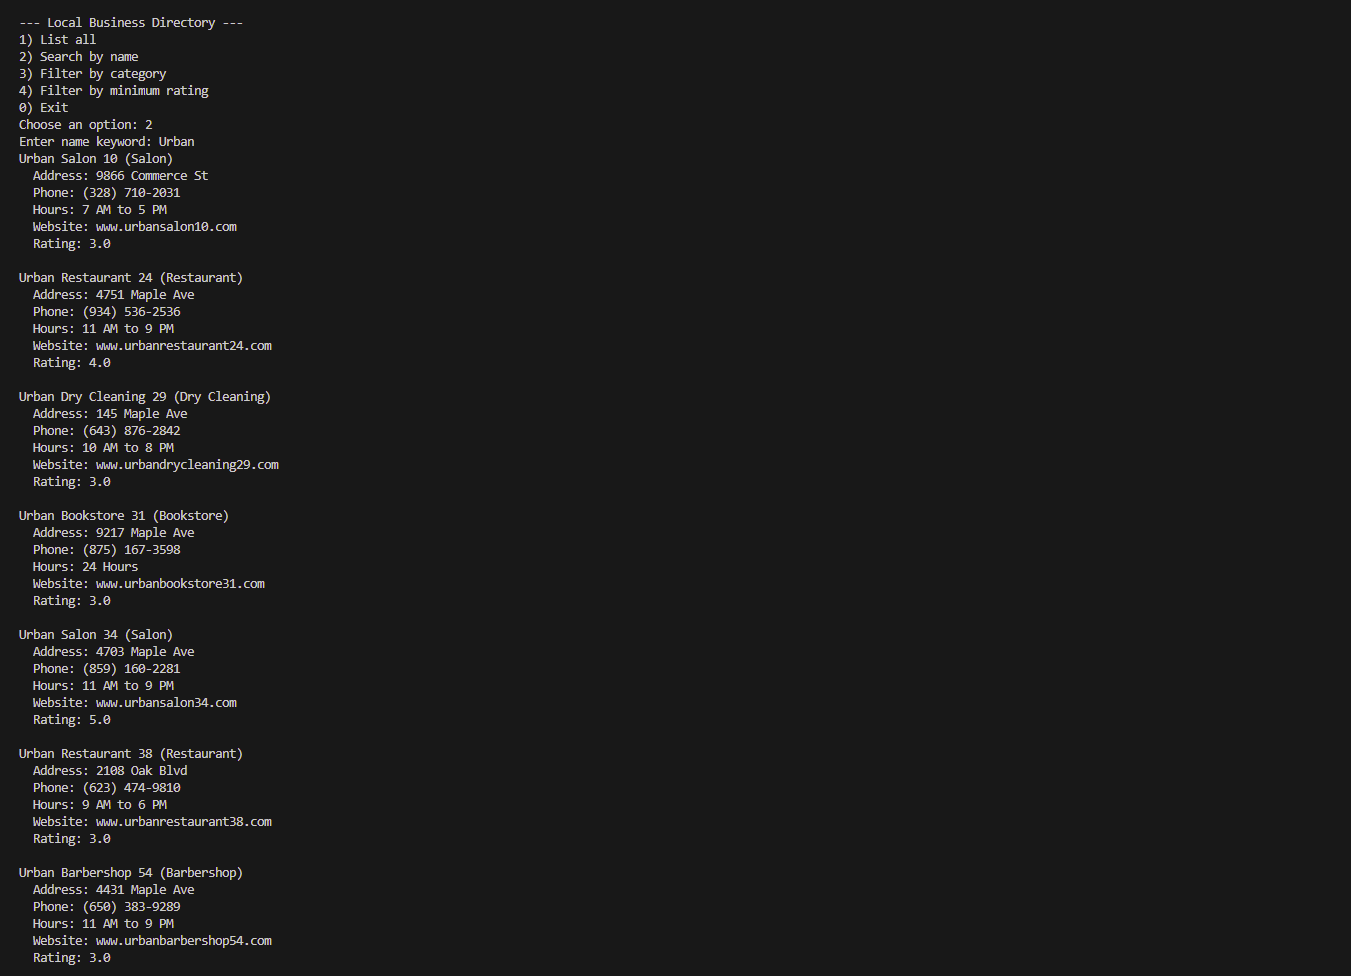 --- Local Business Directory ---
1) List all
2) Search by name
3) Filter by category
4) Filter by minimum rating
0) Exit
Choose an option: 2
Enter name keyword: Urban
Urban Salon 10 (Salon)
  Address: 9866 Commerce St
  Phone: (328) 710-2031
  Hours: 7 AM to 5 PM
  Website: www.urbansalon10.com
  Rating: 3.0

Urban Restaurant 24 (Restaurant)
  Address: 4751 Maple Ave
  Phone: (934) 536-2536
  Hours: 11 AM to 9 PM
  Website: www.urbanrestaurant24.com
  Rating: 4.0

Urban Dry Cleaning 29 (Dry Cleaning)
  Address: 145 Maple Ave
  Phone: (643) 876-2842
  Hours: 10 AM to 8 PM
  Website: www.urbandrycleaning29.com
  Rating: 3.0

Urban Bookstore 31 (Bookstore)
  Address: 9217 Maple Ave
  Phone: (875) 167-3598
  Hours: 24 Hours
  Website: www.urbanbookstore31.com
  Rating: 3.0

Urban Salon 34 (Salon)
  Address: 4703 Maple Ave
  Phone: (859) 160-2281
  Hours: 11 AM to 9 PM
  Website: www.urbansalon34.com
  Rating: 5.0

Urban Restaurant 38 (Restaurant)
  Address: 2108 Oak Blvd
  Phone: (623) 474-9810
  Hours: 9 AM to 6 PM
  Website: www.urbanrestaurant38.com
  Rating: 3.0

Urban Barbershop 54 (Barbershop)
  Address: 4431 Maple Ave
  Phone: (650) 383-9289
  Hours: 11 AM to 9 PM
  Website: www.urbanbarbershop54.com
  Rating: 3.0